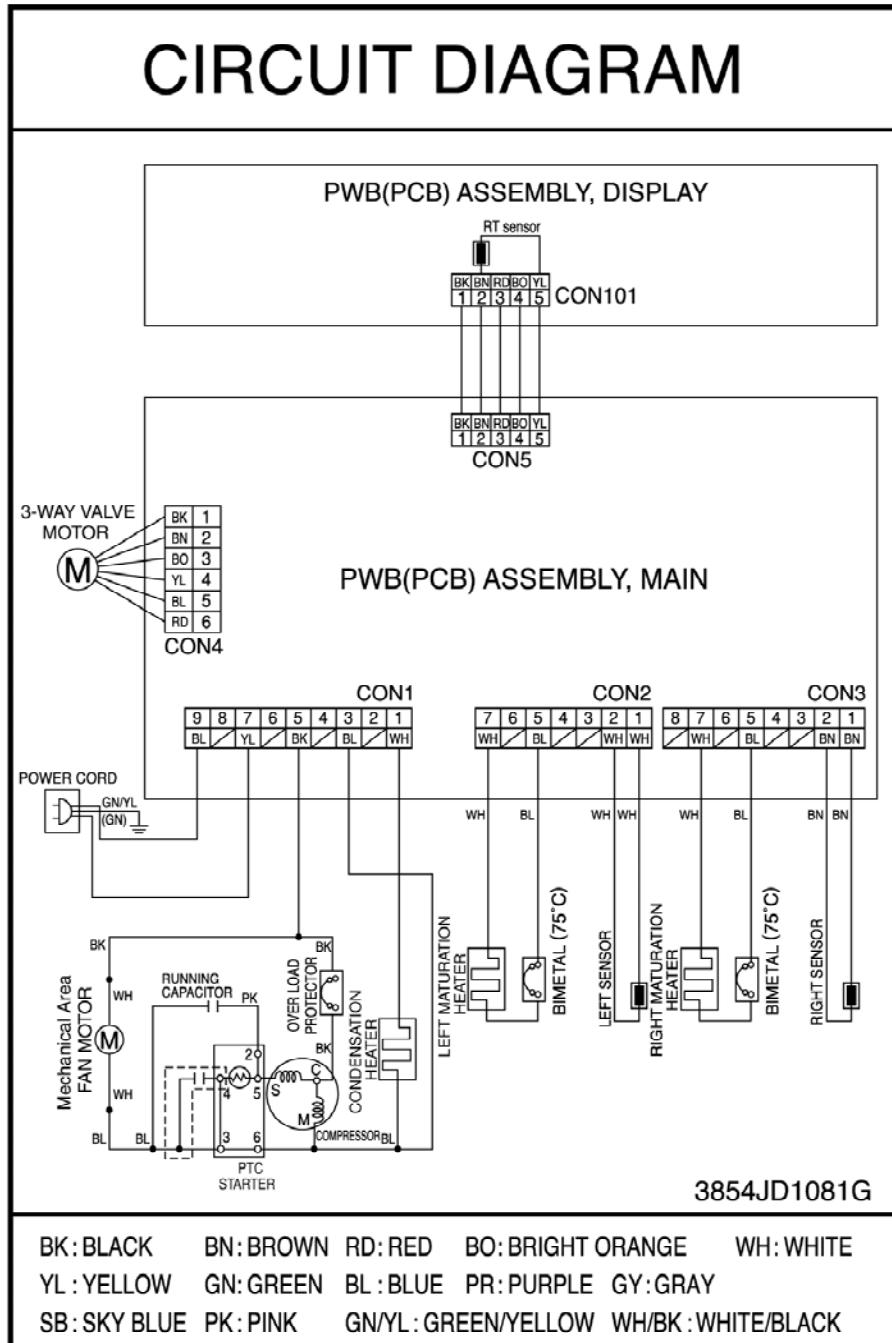 CIRCUIT DIAGRAM
PWB(PCB) ASSEMBLY, DISPLAY
RT sensor
BK BN RD BO YL
1 2 3 4 5 CON101
BK BN RD BO YL
1 2 3 4 5
CON5
3-WAY VALVE
MOTOR
M
BK 1
BN 2
BO 3
YL 4
BL 5
RD 6
CON4
PWB(PCB) ASSEMBLY, MAIN
CON1
9 8 7 6 5 4 3 2 1
BL YL BK BL WH
CON2
7 6 5 4 3 2 1
WH BL WH WH
CON3
8 7 6 5 4 3 2 1
WH BL BN BN
POWER CORD
GN/YL
(GN)
WH BL WH WH WH BL BN BN
BK
WH
Mechanical Area
FAN MOTOR
M
WH
BL
RUNNING
CAPACITOR
PK
BL
OVER LOAD
PROTECTOR
BK
BK
1
2
4 5
3 6
PTC
STARTER
S
C
M
COMPRESSOR
BL
CONDENSATION
HEATER
LEFT MATURATION
HEATER
BIMETAL (75°C)
LEFT SENSOR
RIGHT MATURATION
HEATER
BIMETAL (75°C)
RIGHT SENSOR
3854JD1081G
BK : BLACK BN : BROWN RD : RED BO : BRIGHT ORANGE WH : WHITE
YL : YELLOW GN : GREEN BL : BLUE PR : PURPLE GY : GRAY
SB : SKY BLUE PK : PINK GN/YL : GREEN/YELLOW WH/BK : WHITE/BLACK